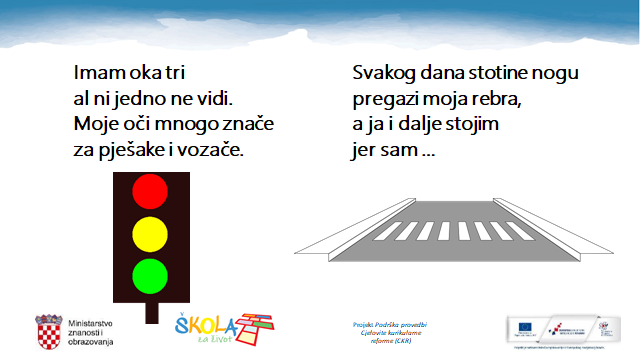 Imam oka tri
al ni jedno ne vidi.
Moje oči mnogo znače
za pješake i vozače.
Svakog dana stotine nogu
pregazi moja rebra,
a ja i dalje stojim
jer sam ...
Ministarstvo
znanosti i
obrazovanja
ŠKOLA
za život
Projekt Podrška provedbi
Cjelovite kurikularne
reforme (CKR)